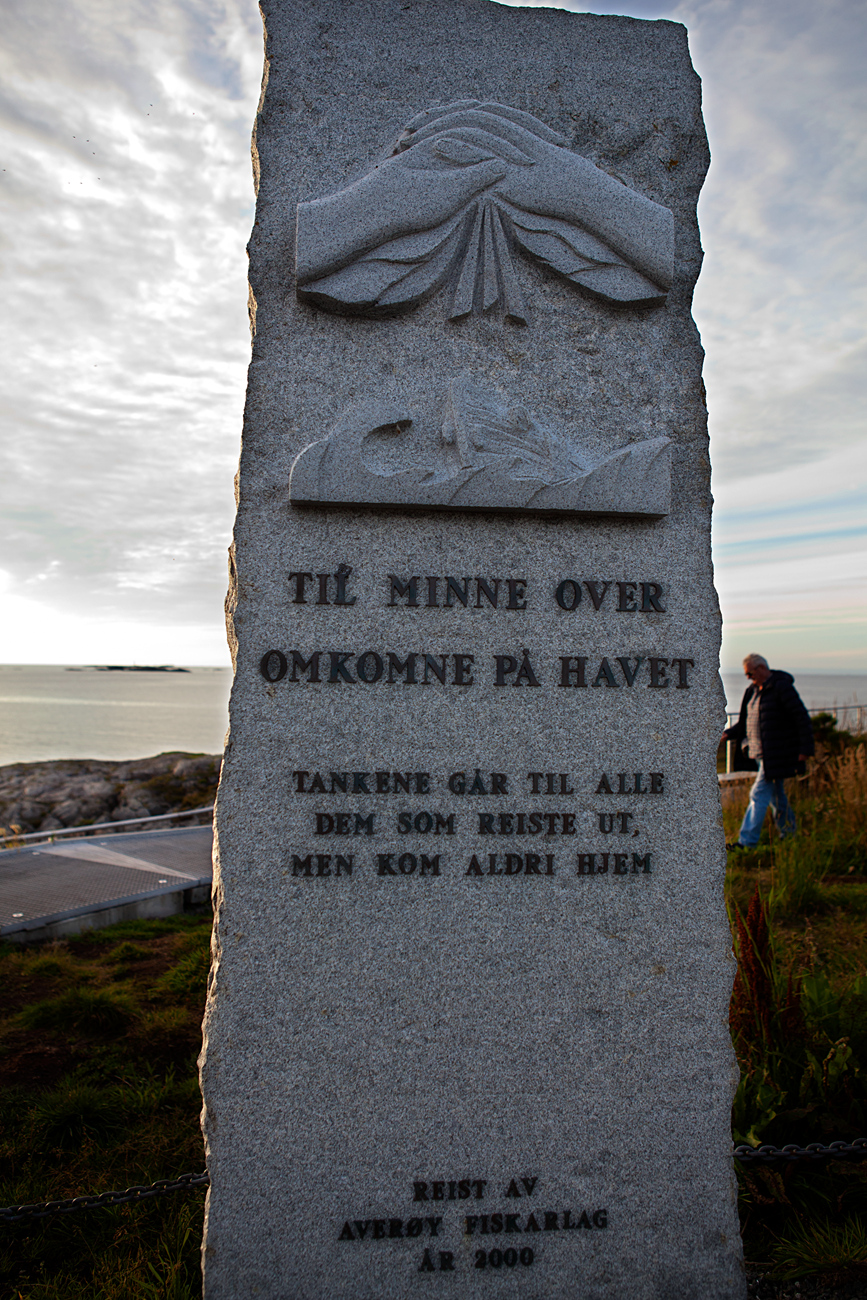 TIL MINNE OVER
OMKOMNE PÅ HAVET
TANKENE GÅR TIL ALLE
DEM SOM REISTE UT,
MEN KOM ALDRI HJEM
REIST AV
AVERØY FISKARLAG
ÅR 2000